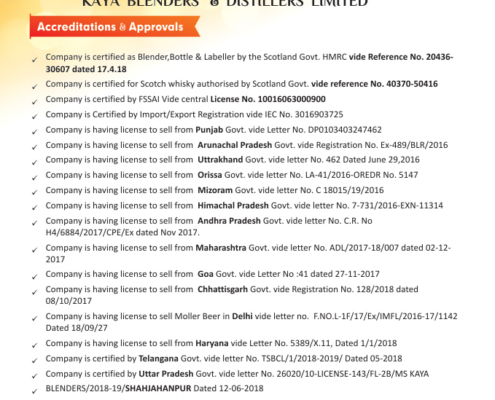 KAYA BLENDERS & DISTILLERS LIMITED
Accreditations & Approvals
✓ Company is certified as Blender,Bottle & Labeller by the Scotland Govt. HMRC vide Reference No. 20436-
30607 dated 17.4.18
✓ Company is certified for Scotch whisky authorised by Scotland Govt. vide reference No. 40370-50416
✓ Company is certified by FSSAI Vide central License No. 10016063000900
✓ Company is Certified by Import/Export Registration vide IEC No. 3016903725
✓ Company is having license to sell from Punjab Govt. vide Letter No. DP0103403247462
✓ Company is having license to sell from Arunachal Pradesh Govt. vide Registration No. Ex-489/BLR/2016
✓ Company is having license to sell from Uttrakhand Govt. vide letter No. 462 Dated June 29,2016
✓ Company is having license to sell from Orissa Govt. vide letter No. LA-41/2016-OREDR No. 5147
✓ Company is having license to sell from Mizoram Govt. vide letter No. C 18015/19/2016
✓ Company is having license to sell from Himachal Pradesh Govt. vide letter No. 7-731/2016-EXN-11314
✓ Company is having license to sell from Andhra Pradesh Govt. vide letter No. C.R. No
H4/6884/2017/CPE/Ex dated Nov 2017.
✓ Company is having license to sell from Maharashtra Govt. vide letter No. ADL/2017-18/007 dated 02-12-
2017
✓ Company is having license to sell from Goa Govt. vide Letter No :41 dated 27-11-2017
✓ Company is having license to sell from Chhattisgarh Govt. vide Registration No. 128/2018 dated
08/10/2017
✓ Company is having license to sell Moller Beer in Delhi vide letter no. F.NO.L-1F/17/Ex/IMFL/2016-17/1142
Dated 18/09/27
✓ Company is having license to sell from Haryana vide Letter No. 5389/X.11, Dated 1/1/2018
✓ Company is certified by Telangana Govt. vide letter No. TSBCL/1/2018-2019/ Dated 05-2018
✓ Company is certified by Uttar Pradesh Govt. vide letter No. 26020/10-LICENSE-143/FL-2B/MS KAYA
✓ BLENDERS/2018-19/SHAHJAHANPUR Dated 12-06-2018